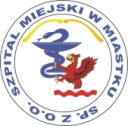 SZPITAL MIEJSKI W MIASTKU
SP. Z O.O.